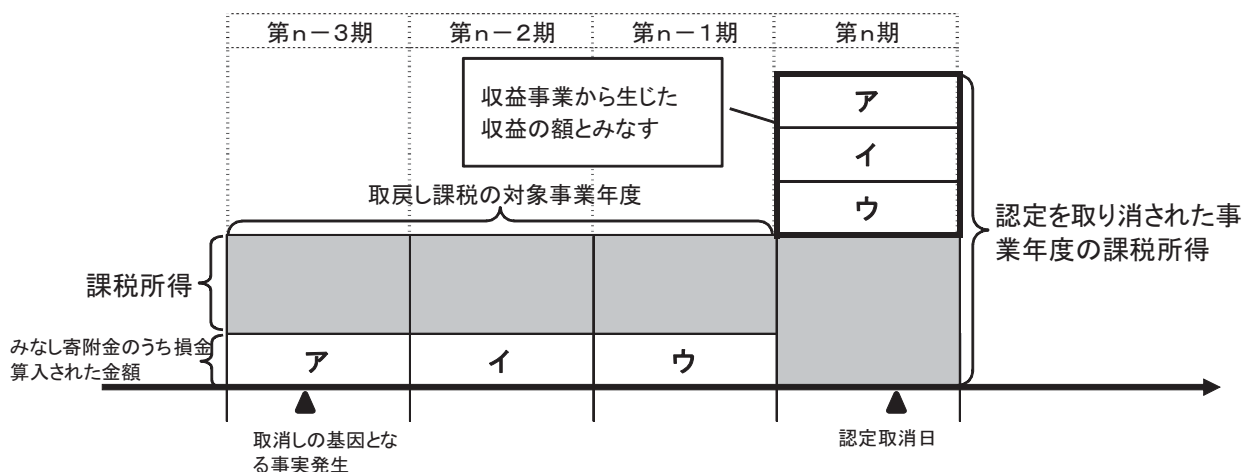 第n－3期
第n－2期
第n－1期
第n期
収益事業から生じた
収益の額とみなす
ア
イ
ウ
取戻し課税の対象事業年度
認定を取り消された事
業年度の課税所得
課税所得
みなし寄附金のうち損金
算入された金額
ア
イ
ウ
取消しの基因とな
る事実発生
認定取消日